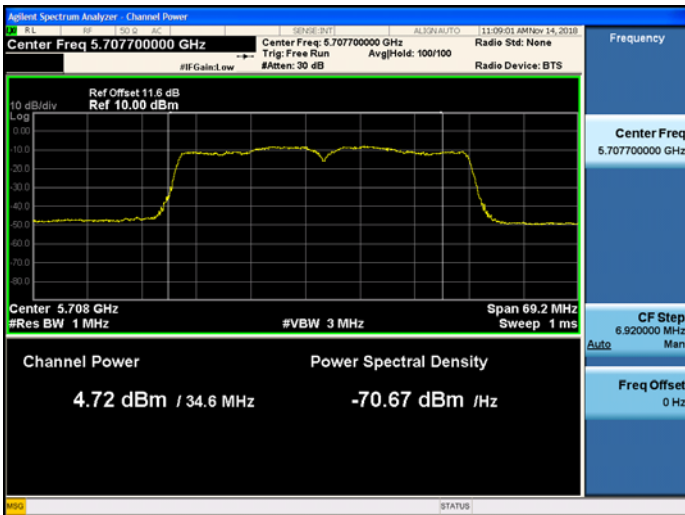 Agilent Spectrum Analyzer - Channel Power
RL RF 50 Ω AC SENSE:INT ALIGN AUTO 11:09:01 AM Nov 14, 2018
Center Freq 5.707700000 GHz
Center Freq: 5.707700000 GHz
Radio Std: None
Trig: Free Run Avg|Hold: 100/100
#IFGain:Low
#Atten: 30 dB
Radio Device: BTS
Ref Offset 11.6 dB
10 dB/div Ref 10.00 dBm
Log
0.00
-10.0
-20.0
-30.0
-40.0
-50.0
-60.0
-70.0
-80.0
Center 5.708 GHz Span 69.2 MHz
#Res BW 1 MHz #VBW 3 MHz Sweep 1 ms
Channel Power Power Spectral Density
4.72 dBm / 34.6 MHz -70.67 dBm /Hz
Frequency
Center Freq
5.707700000 GHz
CF Step
6.920000 MHz
Auto Man
Freq Offset
0 Hz
MSG STATUS